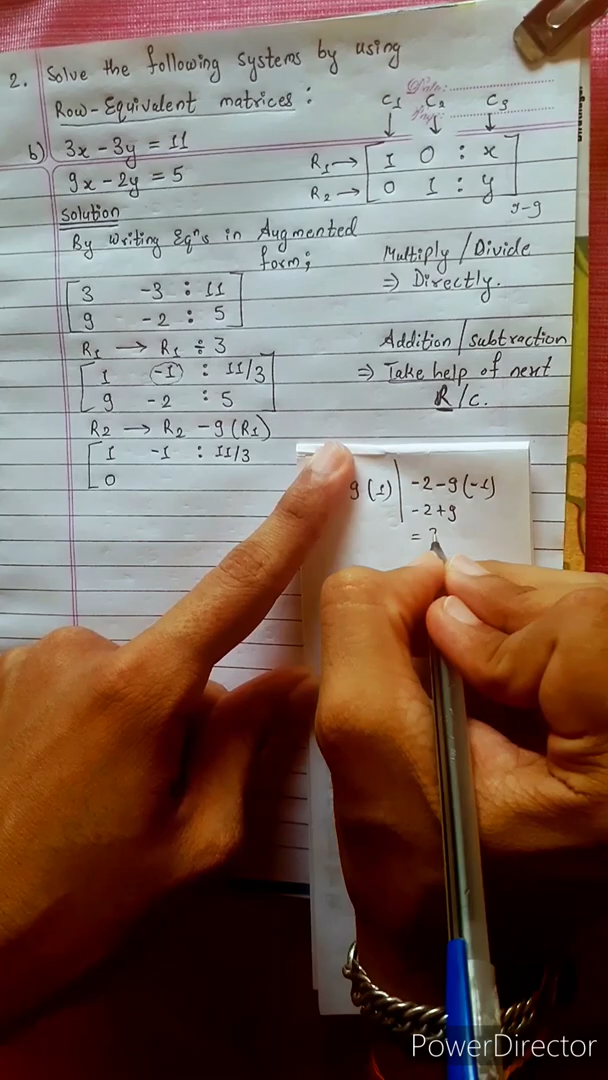 2. Solve the following systems by using
Row-Equivalent matrices :
b) 3x - 3y = 11
9x - 2y = 5
Solution
By writing Eqⁿs in Augmented
form;
[ 3 -3 : 11 ]
[ 9 -2 : 5 ]
R₁ → R₁ ÷ 3
[ 1 -1 : 11/3 ]
[ 9 -2 : 5 ]
R₂ → R₂ - 9(R₁)
[ 1 -1 : 11/3
[ 0
Date:
C₁ C₂ C₃
↓ ↓ ↓
R₁ → [ 1 0 : x ]
R₂ → [ 0 1 : y ]
Multiply / Divide
⇒ Directly.
Addition / subtraction
⇒ Take help of next
R/C.
9(1) | -2-9(-1)
-2+9
=
PowerDirector